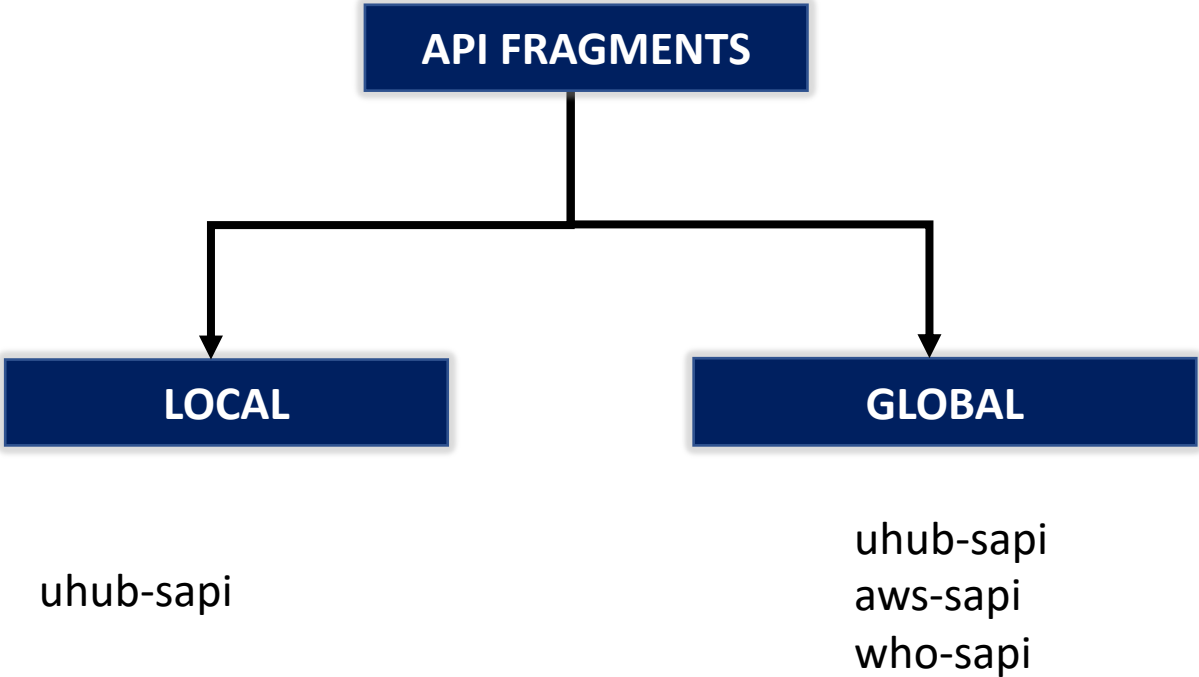 API FRAGMENTS
LOCAL
GLOBAL
uhub-sapi
uhub-sapi
aws-sapi
who-sapi